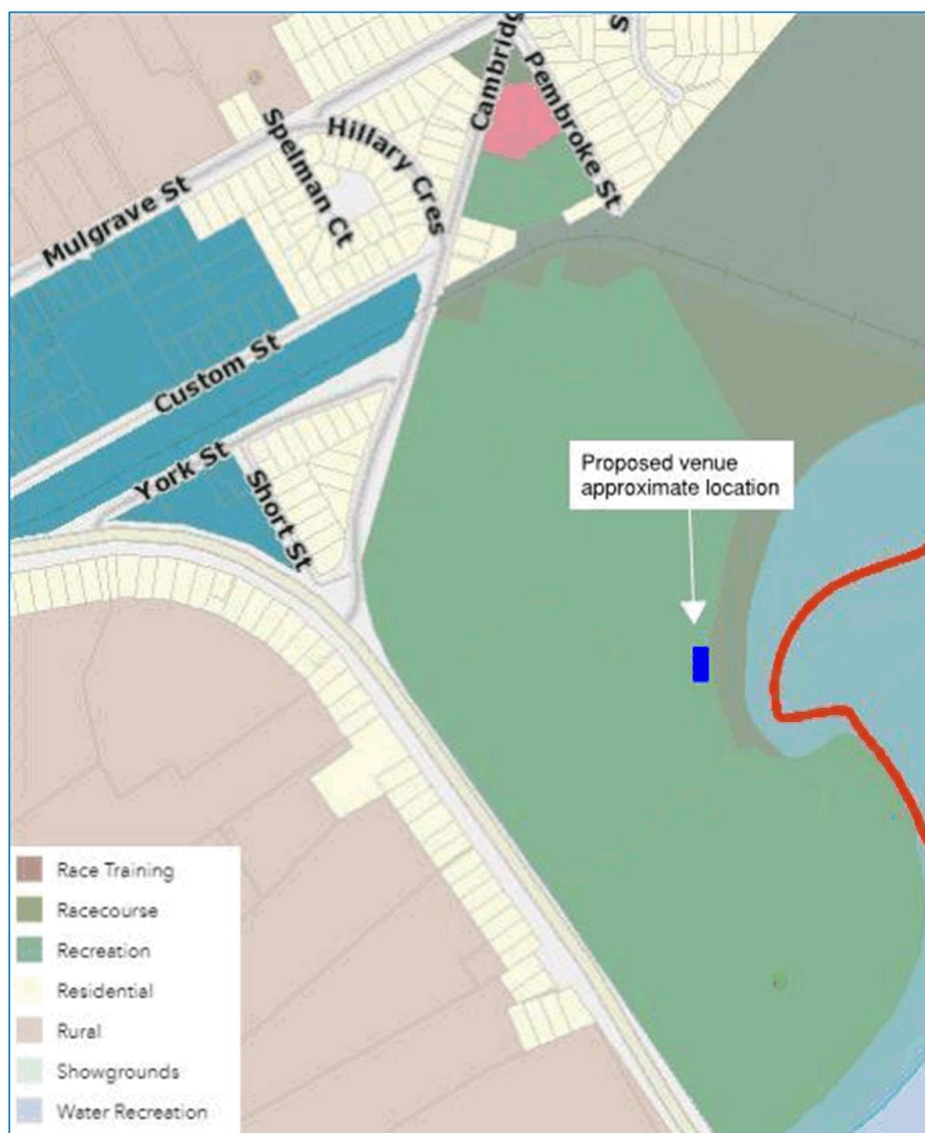 Cambridg
S
Pembroke St
Hillary Cres
Spelman Ct
Mulgrave St
Custom St
York St
Short St
Proposed venue
approximate location
Race Training
Racecourse
Recreation
Residential
Rural
Showgrounds
Water Recreation